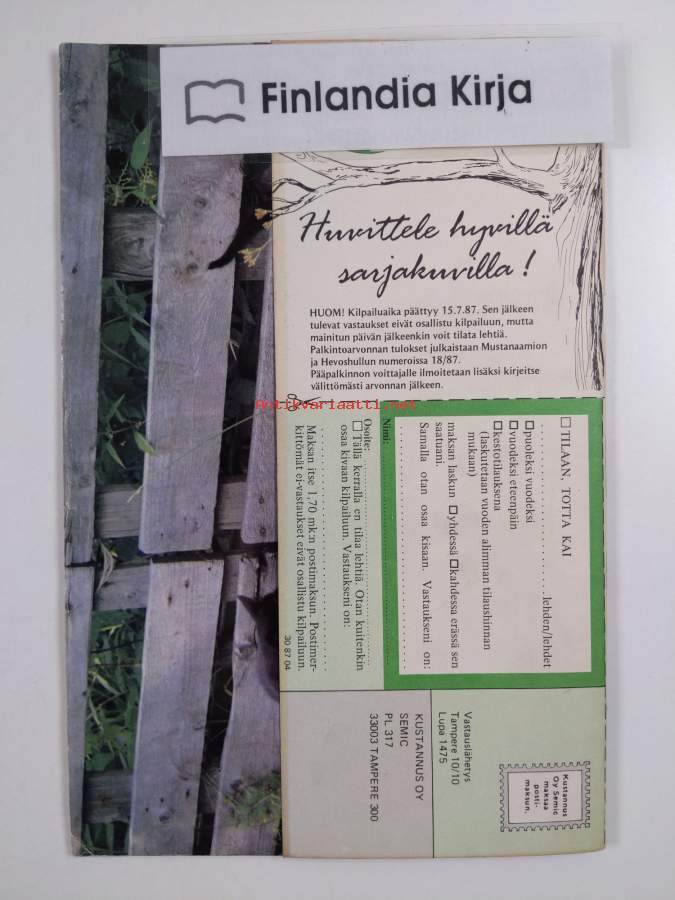 Finlandia Kirja
Huvittele hyvillä
sarjakuvilla!
HUOM! Kilpailuaika päättyy 15.7.87. Sen jälkeen
tulevat vastaukset eivät osallistu kilpailuun, mutta
mainitun päivän jälkeenkin voit tilata lehtiä.
Palkintoarvonnan tulokset julkaistaan Mustanaamion
ja Hevoshullun numeroissa 18/87.
Pääpalkinnon voittajalle ilmoitetaan lisäksi kirjeitse
välittömästi arvonnan jälkeen.
Antikvariaatti.net
☐ TILAAN, TOTTA KAI
..............................lehden/lehdet
☐puoleksi vuodeksi
☐vuodeksi eteenpäin
☐kestotilauksena
(laskutetaan vuoden alimman tilaushinnan
mukaan)
maksan laskun ☐yhdessä ☐kahdessa erässä sen
saatuani.
Samalla otan osaa kisaan. Vastaukseni on:
Nimi:
Osoite:
☐ Tällä kerralla en tilaa lehtiä. Otan kuitenkin
osaa kivaan kilpailuun. Vastaukseni on:
Maksan itse 1,70 mk:n postimaksun. Postimer-
kittömät ei-vastaukset eivät osallistu kilpailuun.
30 87 04
Vastauslähetys
Tampere 10/10
Lupa 1475
KUSTANNUS OY
SEMIC
PL 317
33003 TAMPERE 300
Kustannus
Oy Semic
maksaa
posti-
maksun.